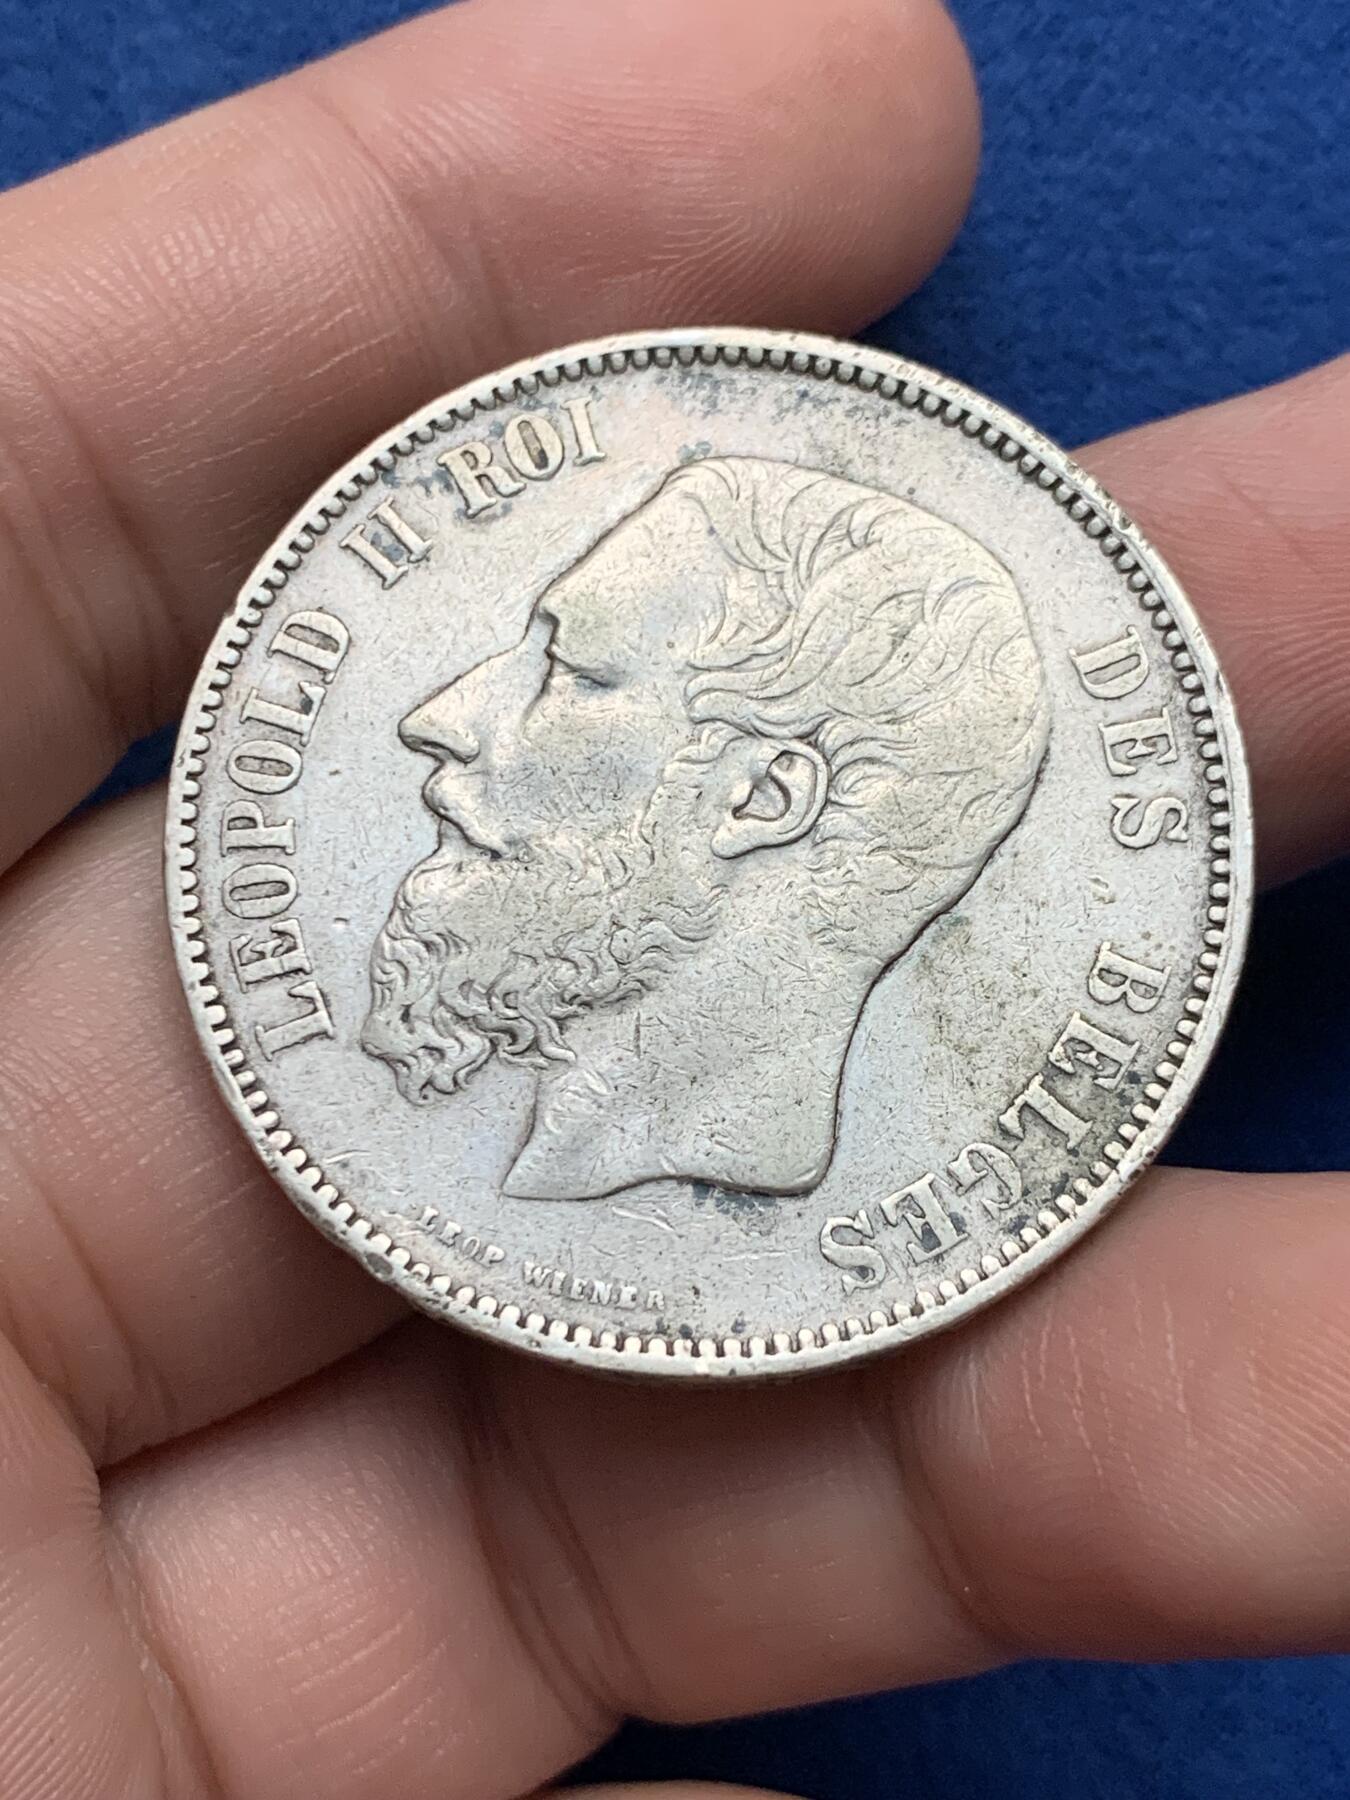 LEOPOLD II ROI DES BELGES
LEOP WIENER